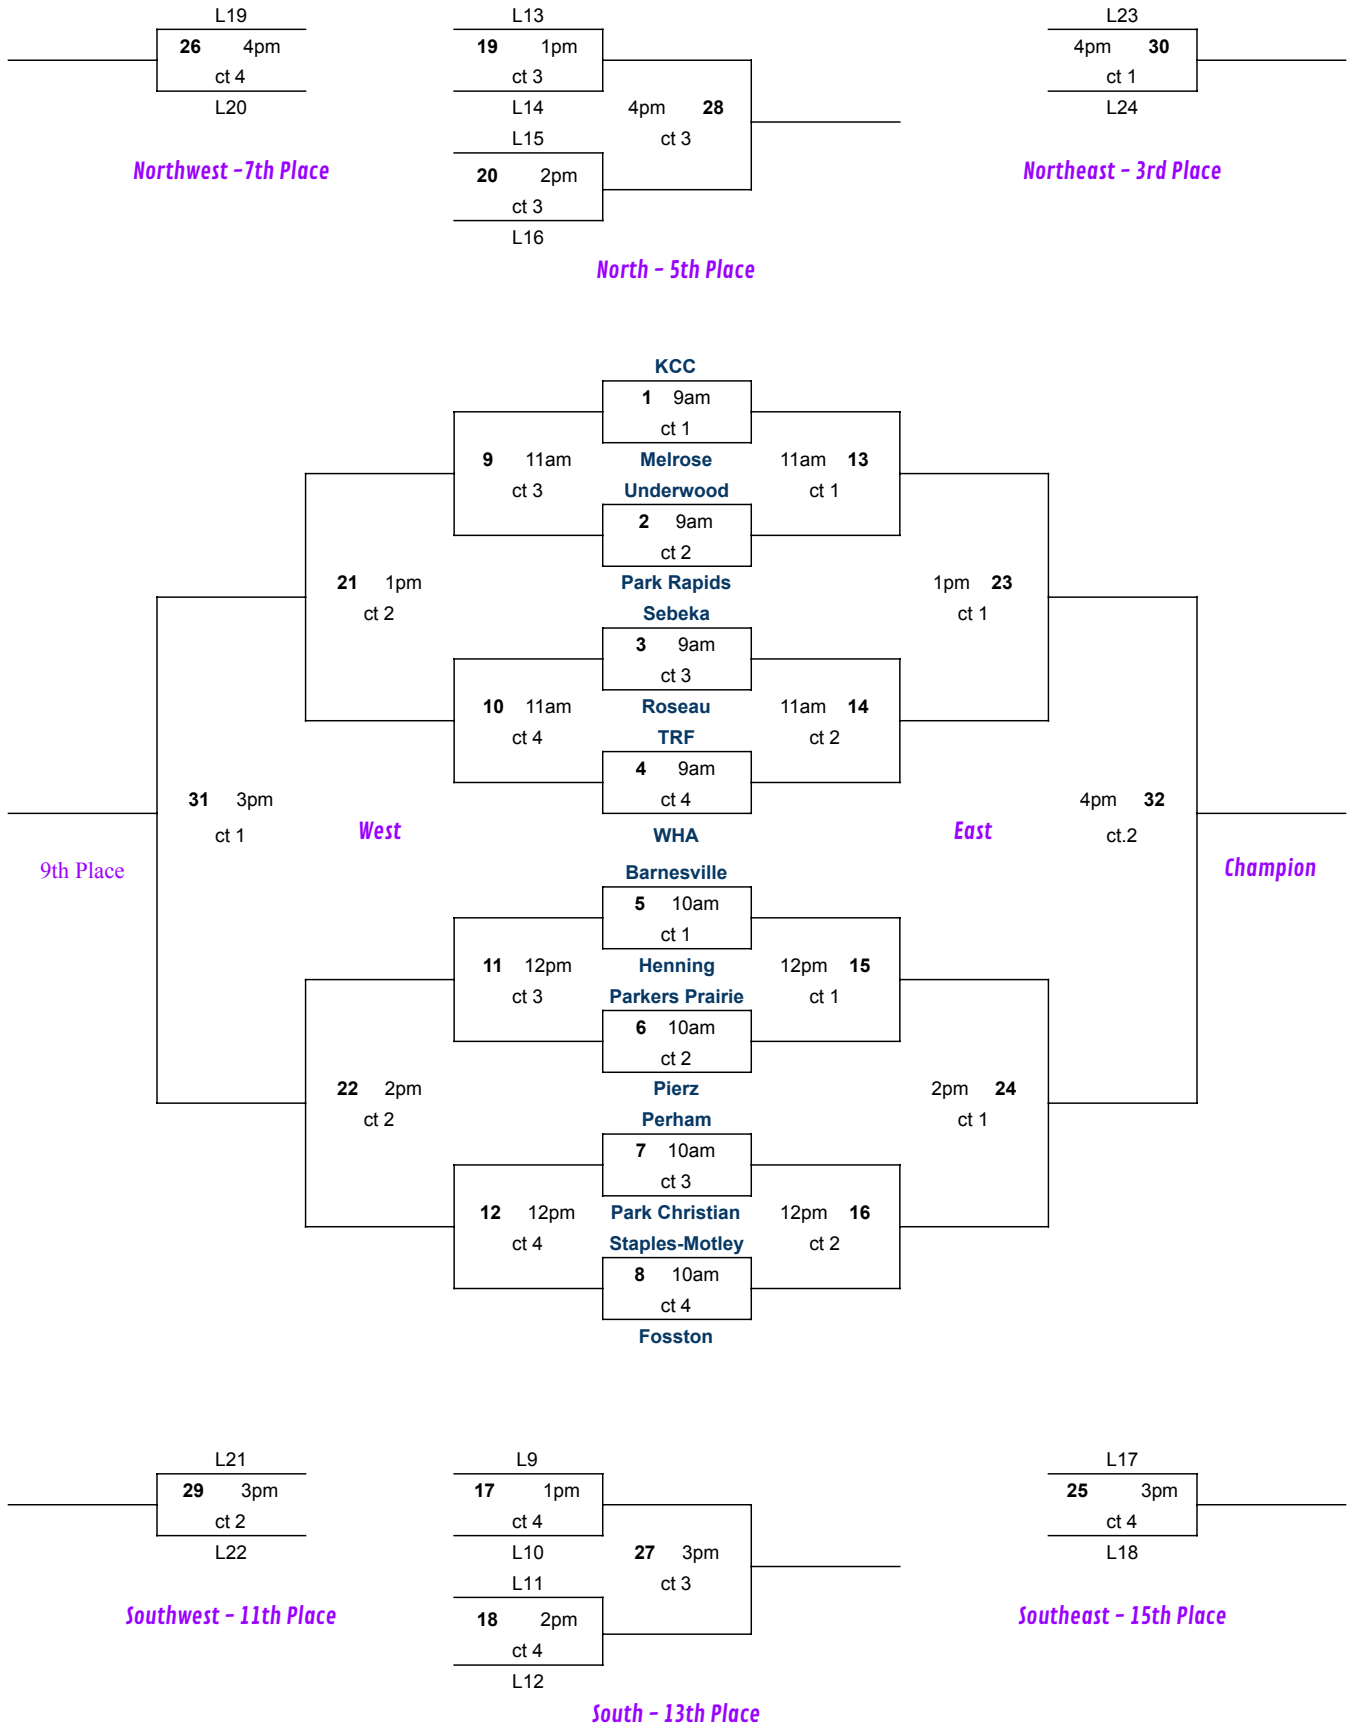 L19 L13 L23
26 4pm 19 1pm 4pm 30
ct 4 ct 3 ct 1
L20 L14 4pm 28 L24
L15 ct 3
Northwest -7th Place 20 2pm Northeast - 3rd Place
ct 3
L16
North - 5th Place
KCC
1 9am
ct 1
9 11am Melrose 11am 13
ct 3 Underwood ct 1
2 9am
ct 2
21 1pm Park Rapids 1pm 23
ct 2 Sebeka ct 1
3 9am
ct 3
10 11am Roseau 11am 14
ct 4 TRF ct 2
4 9am
31 3pm ct 4 4pm 32
ct 1 West WHA East ct.2
9th Place Barnesville Champion
5 10am
ct 1
11 12pm Henning 12pm 15
ct 3 Parkers Prairie ct 1
6 10am
ct 2
22 2pm Pierz 2pm 24
ct 2 Perham ct 1
7 10am
ct 3
12 12pm Park Christian 12pm 16
ct 4 Staples-Motley ct 2
8 10am
ct 4
Fosston
L21 L9 L17
29 3pm 17 1pm 25 3pm
ct 2 ct 4 ct 4
L22 L10 27 3pm L18
L11 ct 3
Southwest - 11th Place 18 2pm Southeast - 15th Place
ct 4
L12
South - 13th Place